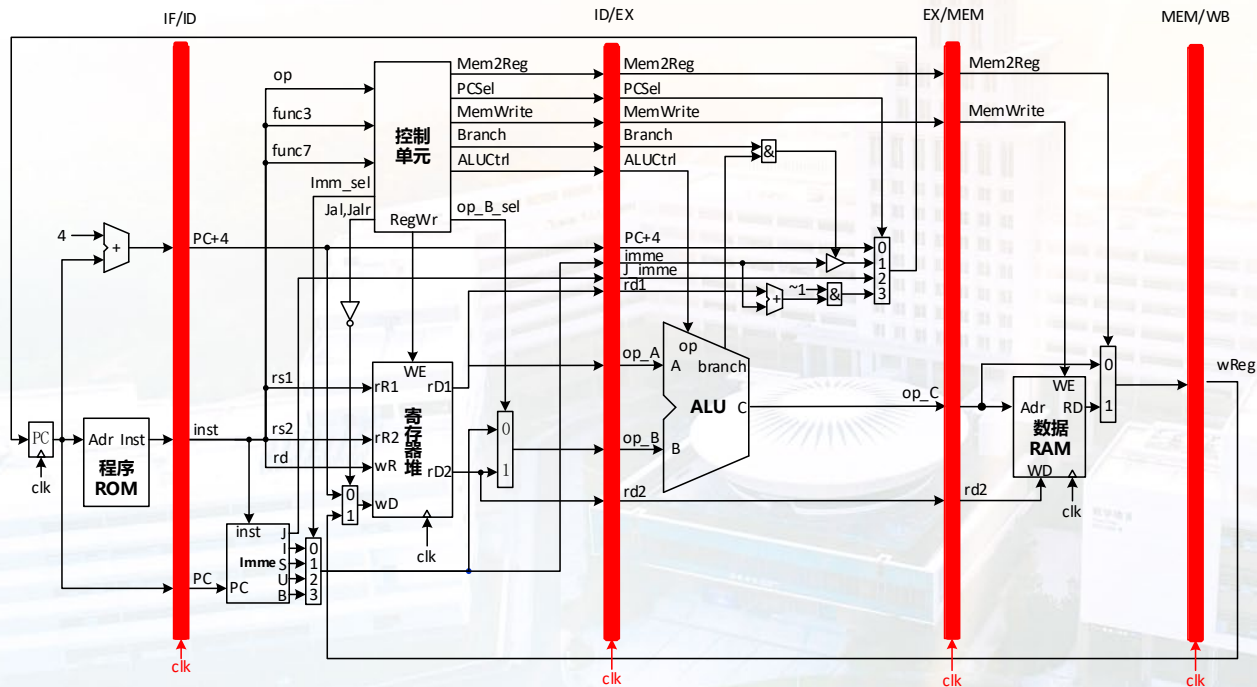 IF/ID
ID/EX
EX/MEM
MEM/WB
op
func3
func7
Imm_sel
Jal,Jalr
控制
单元
RegWr
Mem2Reg
PCSel
MemWrite
Branch
ALUCtrl
op_B_sel
Mem2Reg
PCSel
MemWrite
Branch
ALUCtrl
&
Mem2Reg
MemWrite
4
+
PC+4
PC+4
imme
J_imme
rd1
+
~1
&
0
1
2
3
rs1
rs2
rd
WE
rR1
rD1
寄
存
器
堆
rR2
wR
rD2
wD
clk
0
1
0
1
op_A
op_B
rd2
op
A
branch
ALU
C
B
op_C
rd2
WE
Adr
RD
数据
RAM
WD
clk
0
1
wReg
PC
clk
Adr Inst
程序
ROM
inst
PC
inst
Imme
PC
J
I
S
U
B
0
1
2
3
clk
clk
clk
clk